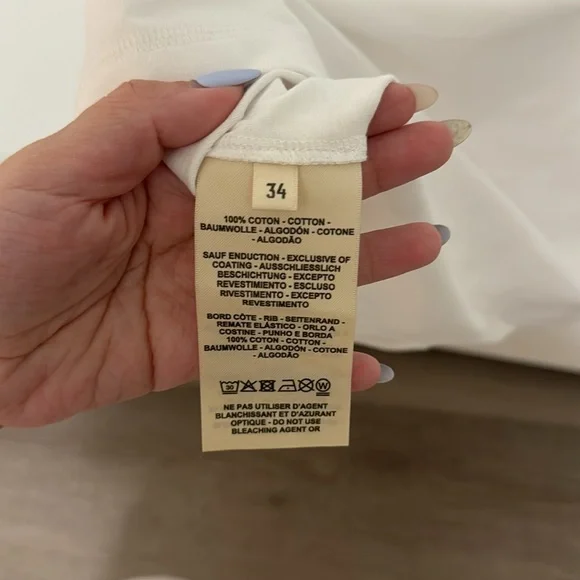 34
100% COTON - COTTON -
BAUMWOLLE - ALGODÓN - COTONE
- ALGODÃO
SAUF ENDUCTION - EXCLUSIVE OF
COATING - AUSSCHLIESSLICH
BESCHICHTUNG - EXCEPTO
REVESTIMIENTO - ESCLUSO
RIVESTIMENTO - EXCEPTO
REVESTIMENTO
BORD CÔTE - RIB - SEITENRAND -
REMATE ELÁSTICO - ORLO A
COSTINE - PUNHO E BORDA
100% COTON - COTTON -
BAUMWOLLE - ALGODÓN - COTONE
- ALGODÃO
30 W
NE PAS UTILISER D'AGENT
BLANCHISSANT ET D'AZURANT
OPTIQUE - DO NOT USE
BLEACHING AGENT OR